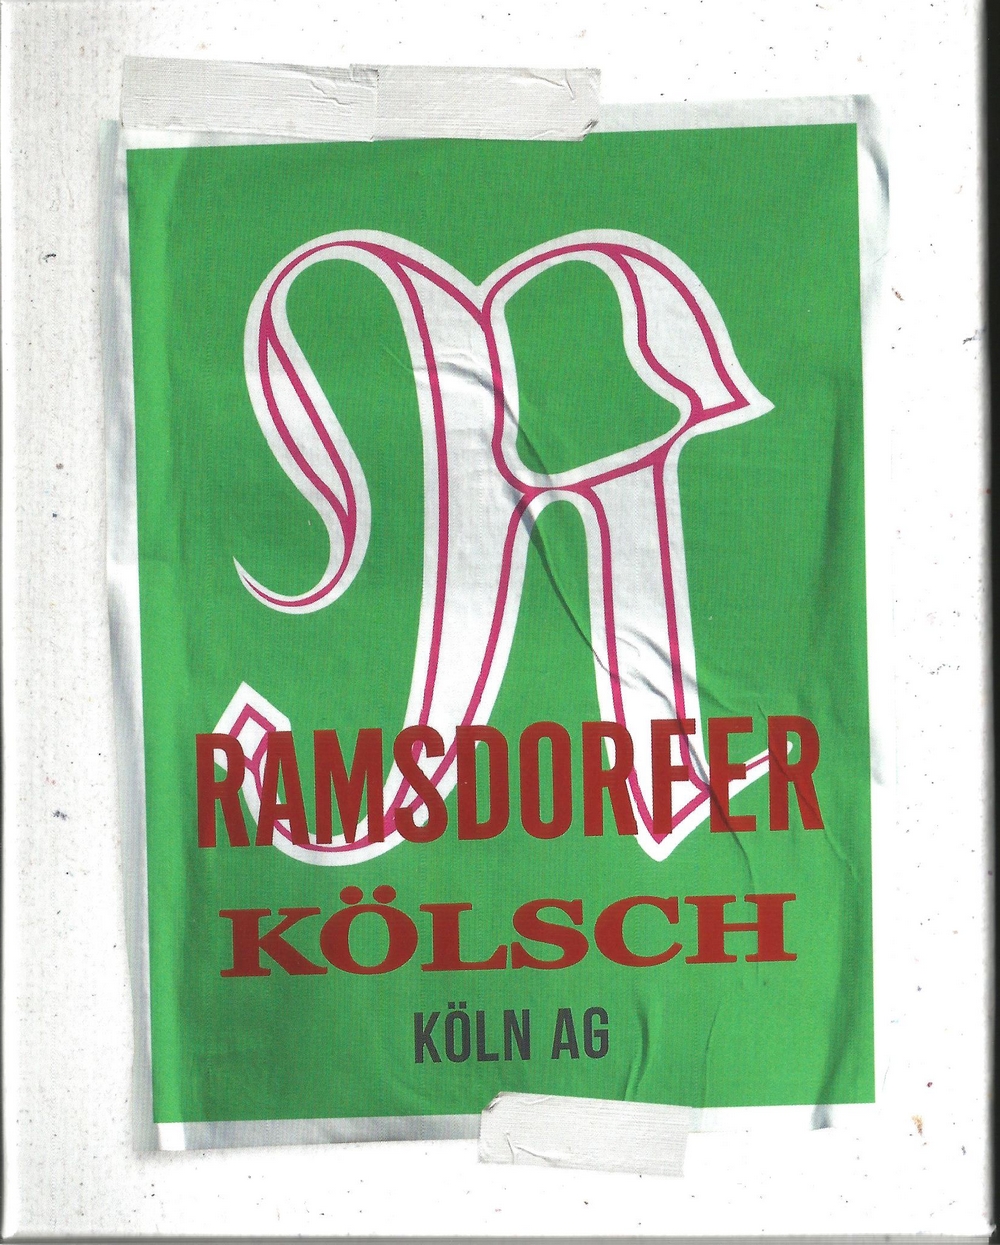 R
RAMSDORFER
KÖLSCH
KÖLN AG